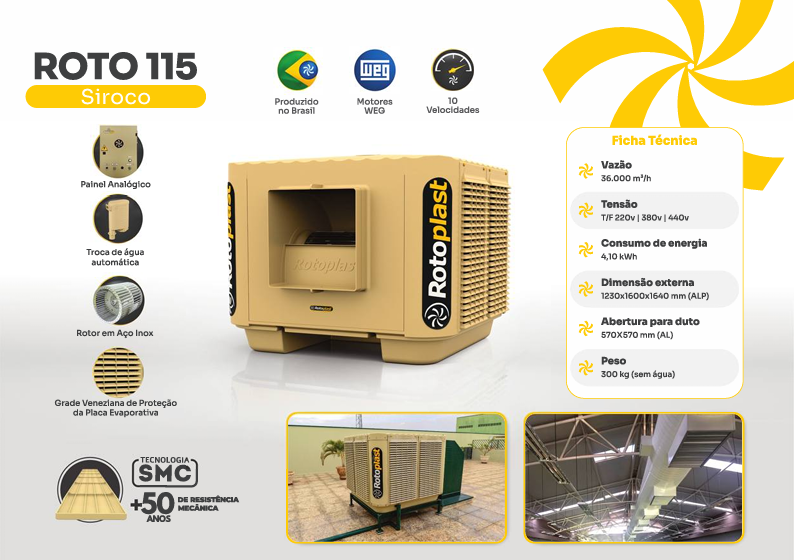 ROTO 115
Siroco
Produzido
no Brasil
WEG
Motores
WEG
10
Velocidades
Painel Analógico
Troca de água
automática
Rotor em Aço Inox
Grade Veneziana de Proteção
da Placa Evaporativa
TECNOLOGIA
SMC
+50
ANOS
DE RESISTÊNCIA
MECÂNICA
Rotoplast
Rotoplas
Rotoplast
Rotoplast
Ficha Técnica
Vazão
36.000 m³/h
Tensão
T/F 220v | 380v | 440v
Consumo de energia
4,10 kWh
Dimensão externa
1230x1600x1640 mm (ALP)
Abertura para duto
570X570 mm (AL)
Peso
300 kg (sem água)
Rotoplast